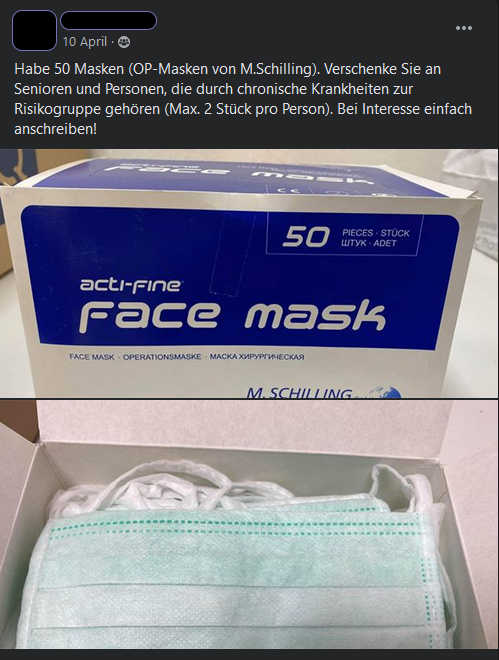 10 April
Habe 50 Masken (OP-Masken von M.Schilling). Verschenke Sie an
Senioren und Personen, die durch chronische Krankheiten zur
Risikogruppe gehören (Max. 2 Stück pro Person). Bei Interesse einfach
anschreiben!
Face mask
CE
50 PIECES · STÜCK
ШТУК · ADET
acti-fine
Face mask
FACE MASK · OPERATIONSMASKE · МАСКА ХИРУРГИЧЕСКАЯ
M. SCHILLING